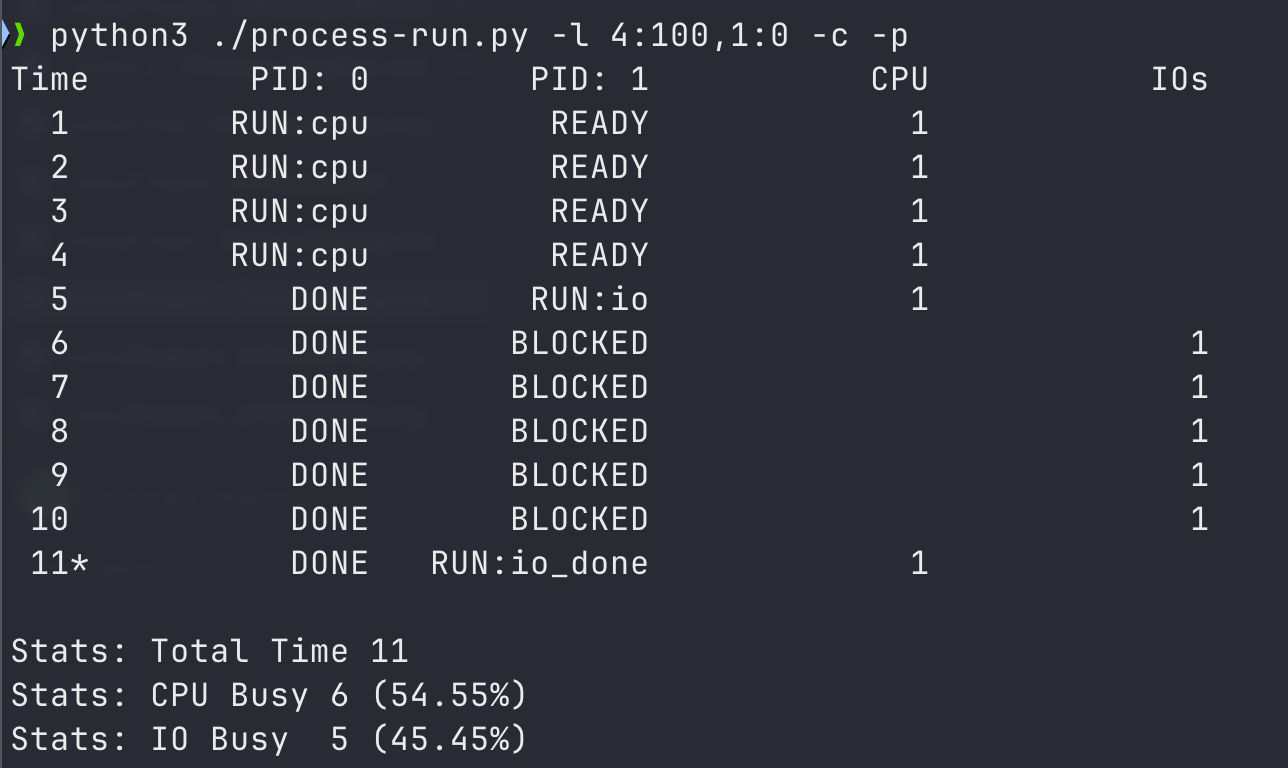 ❯ python3 ./process-run.py -l 4:100,1:0 -c -p
Time        PID: 0        PID: 1           CPU           IOs
  1        RUN:cpu         READY             1
  2        RUN:cpu         READY             1
  3        RUN:cpu         READY             1
  4        RUN:cpu         READY             1
  5           DONE        RUN:io             1
  6           DONE       BLOCKED                           1
  7           DONE       BLOCKED                           1
  8           DONE       BLOCKED                           1
  9           DONE       BLOCKED                           1
 10           DONE       BLOCKED                           1
 11*          DONE   RUN:io_done             1

Stats: Total Time 11
Stats: CPU Busy 6 (54.55%)
Stats: IO Busy  5 (45.45%)